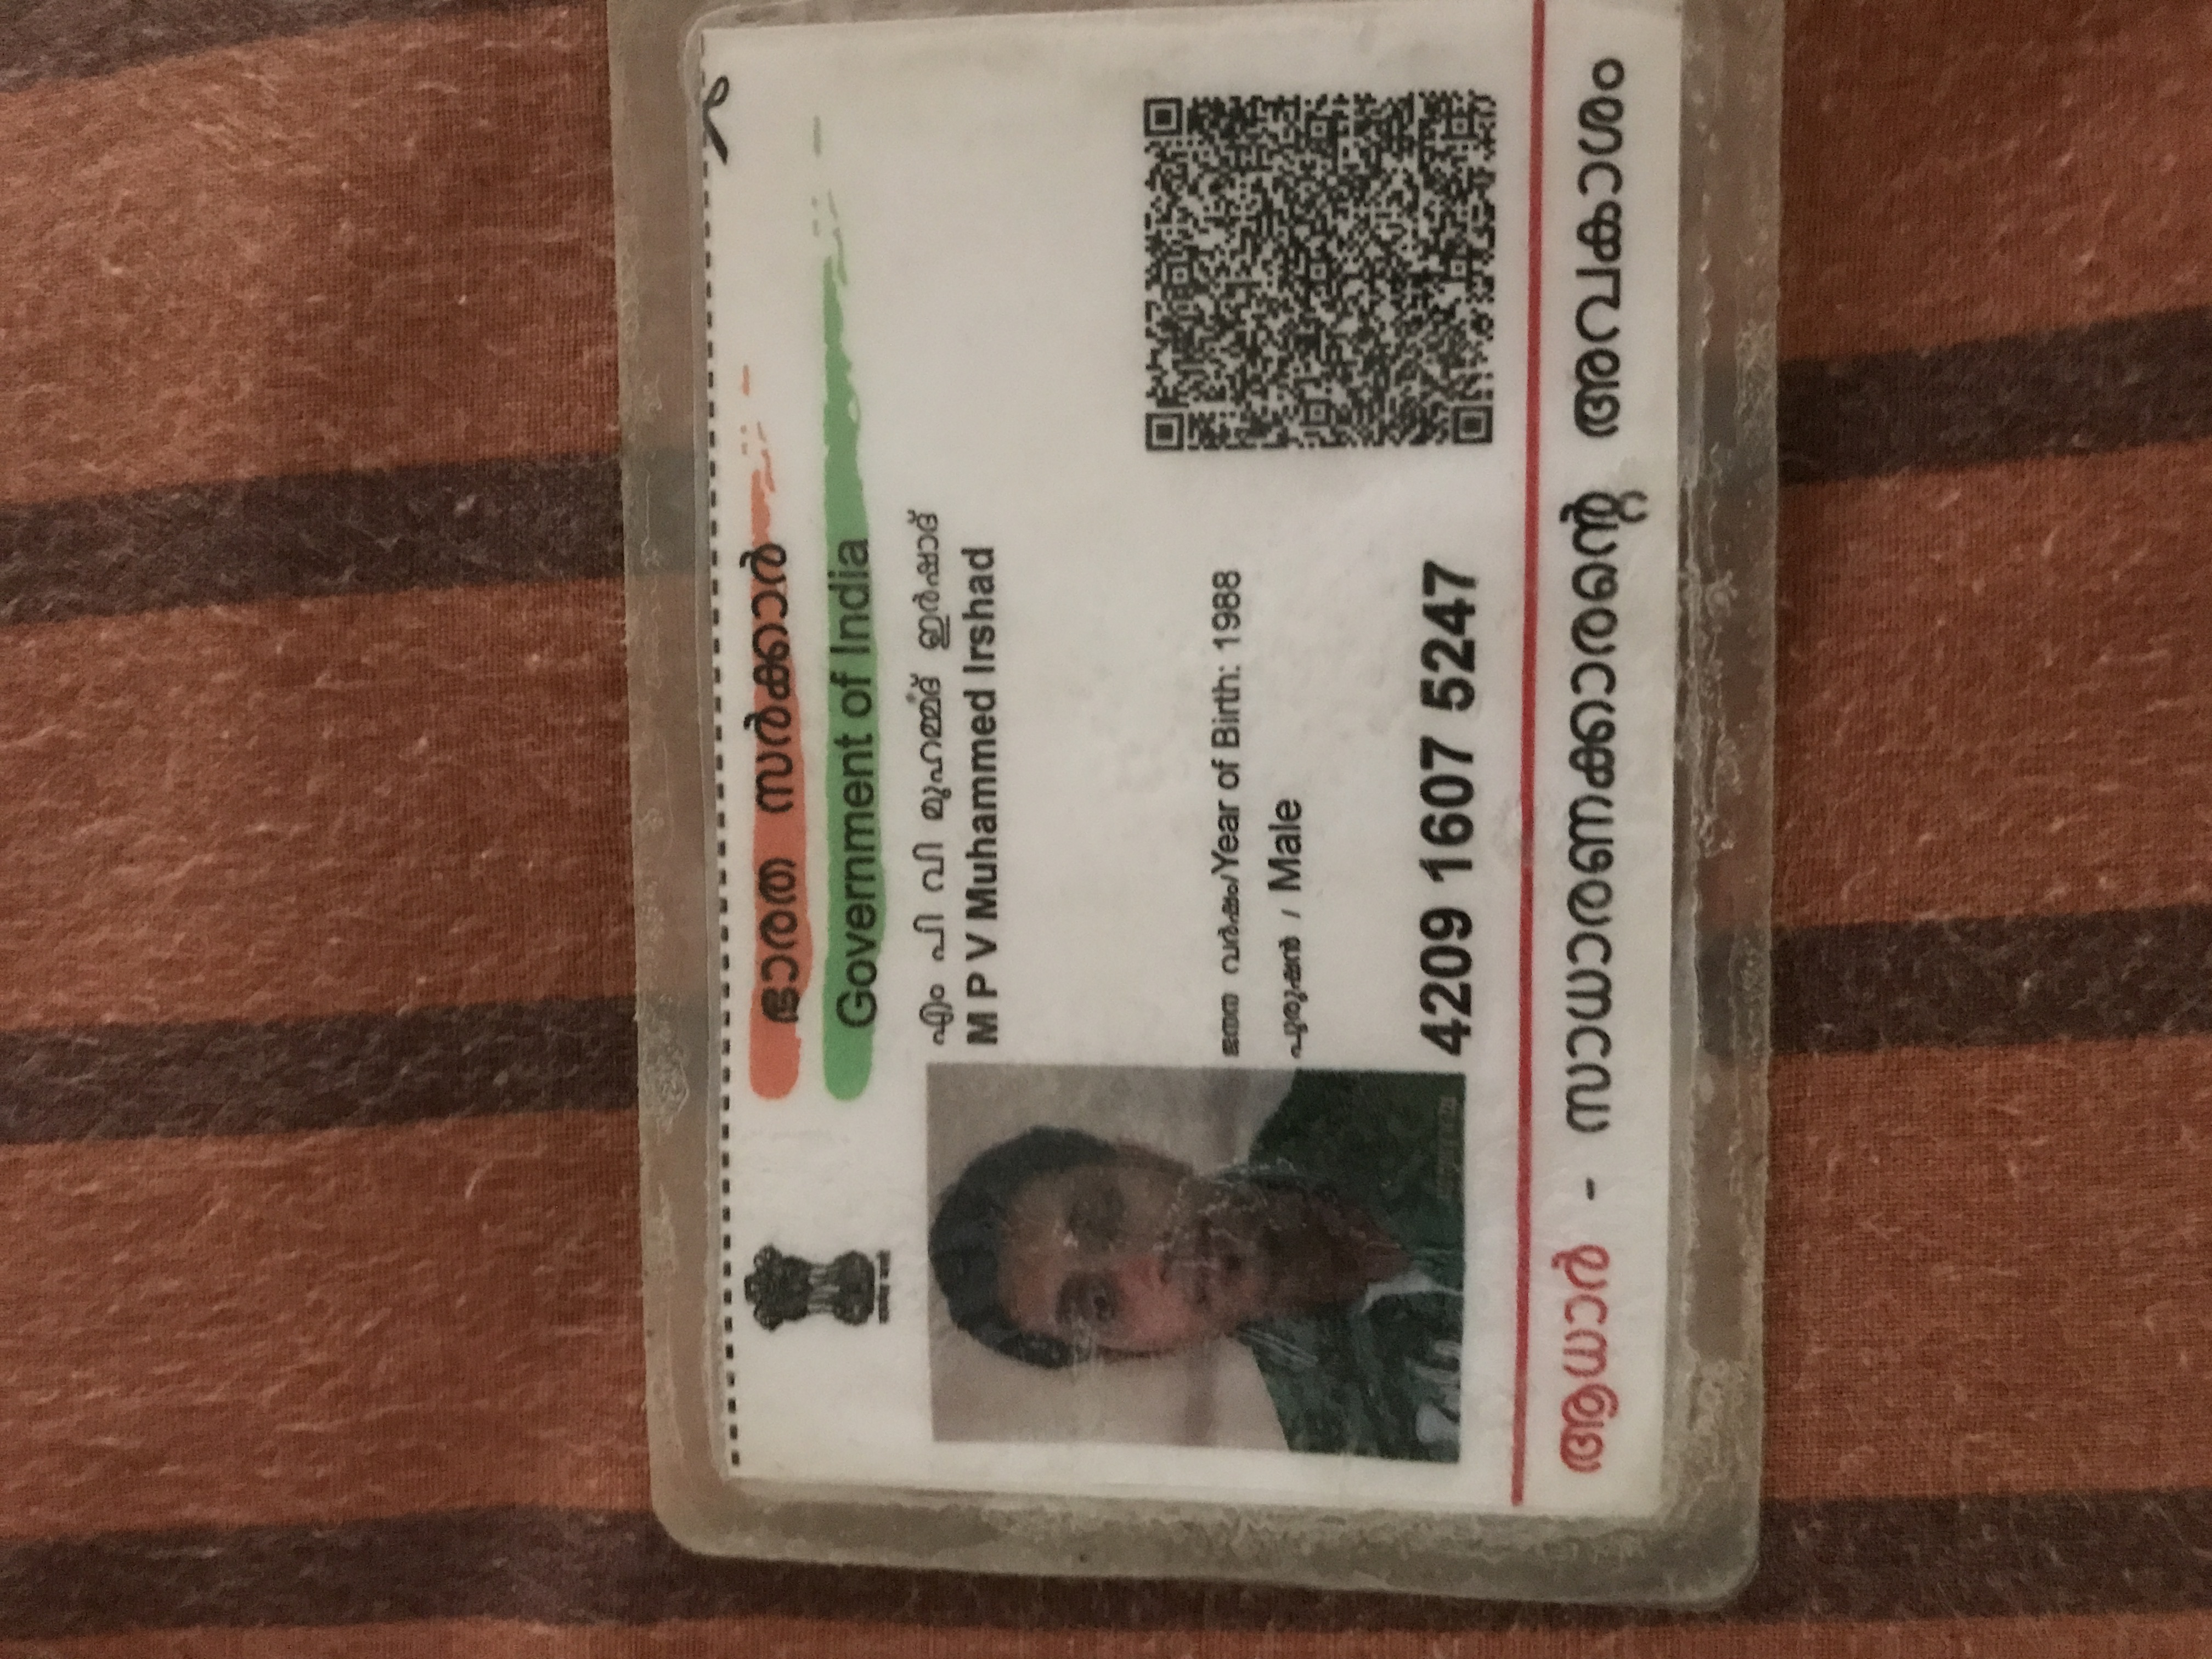 ഭാരത സർക്കാർ
Government of India
എം പി വി മുഹമ്മദ് ഇർഷാദ്
M P V Muhammed Irshad
ജനന വർഷം/Year of Birth: 1988
പുരുഷൻ / Male
4209 1607 5247
ആധാർ - സാധാരണക്കാരന്റെ അവകാശം